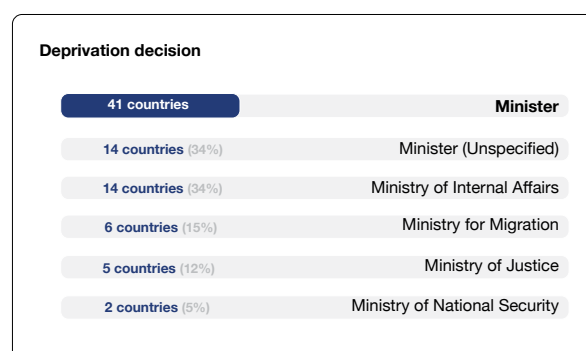 Deprivation decision
41 countries Minister
14 countries (34%) Minister (Unspecified)
14 countries (34%) Ministry of Internal Affairs
6 countries (15%) Ministry for Migration
5 countries (12%) Ministry of Justice
2 countries (5%) Ministry of National Security